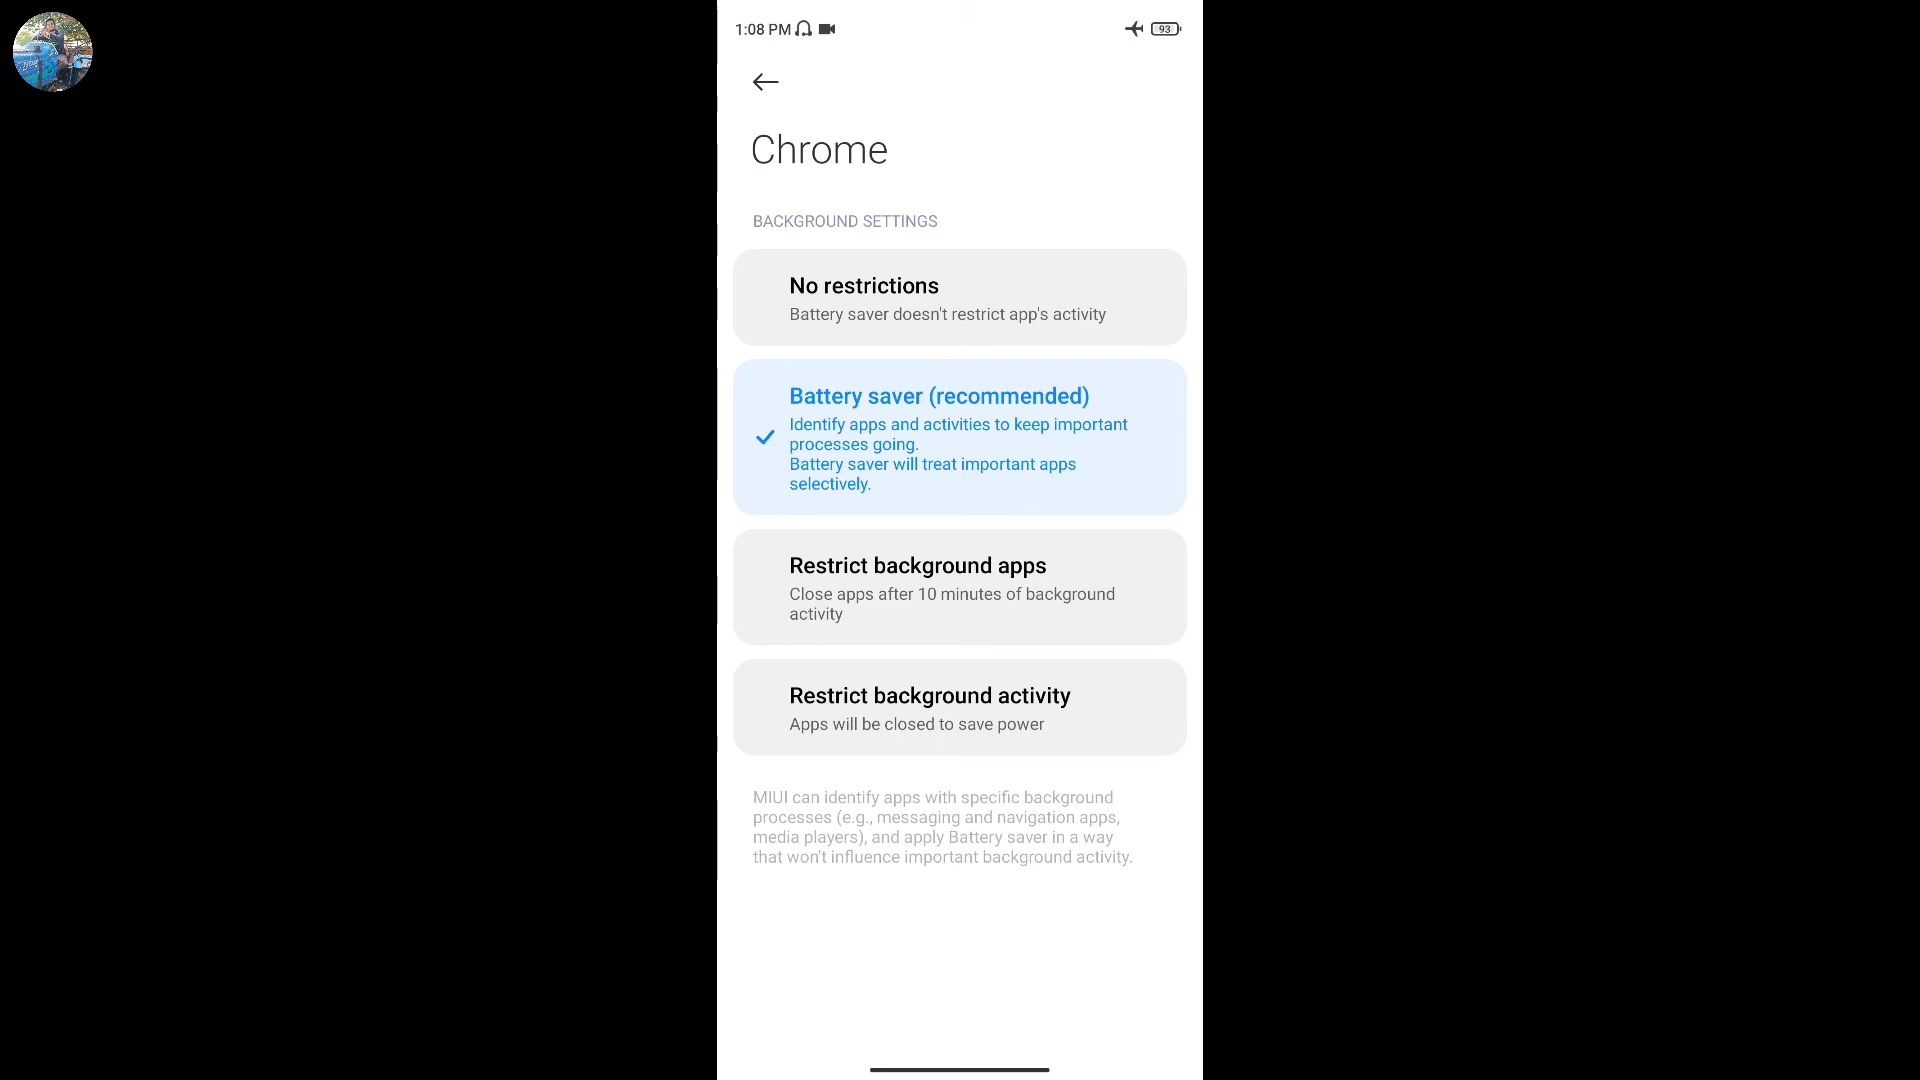 1:08 PM
93
Chrome
BACKGROUND SETTINGS
No restrictions
Battery saver doesn't restrict app's activity
Battery saver (recommended)
Identify apps and activities to keep important
processes going.
Battery saver will treat important apps
selectively.
Restrict background apps
Close apps after 10 minutes of background
activity
Restrict background activity
Apps will be closed to save power
MIUI can identify apps with specific background
processes (e.g., messaging and navigation apps,
media players), and apply Battery saver in a way
that won't influence important background activity.